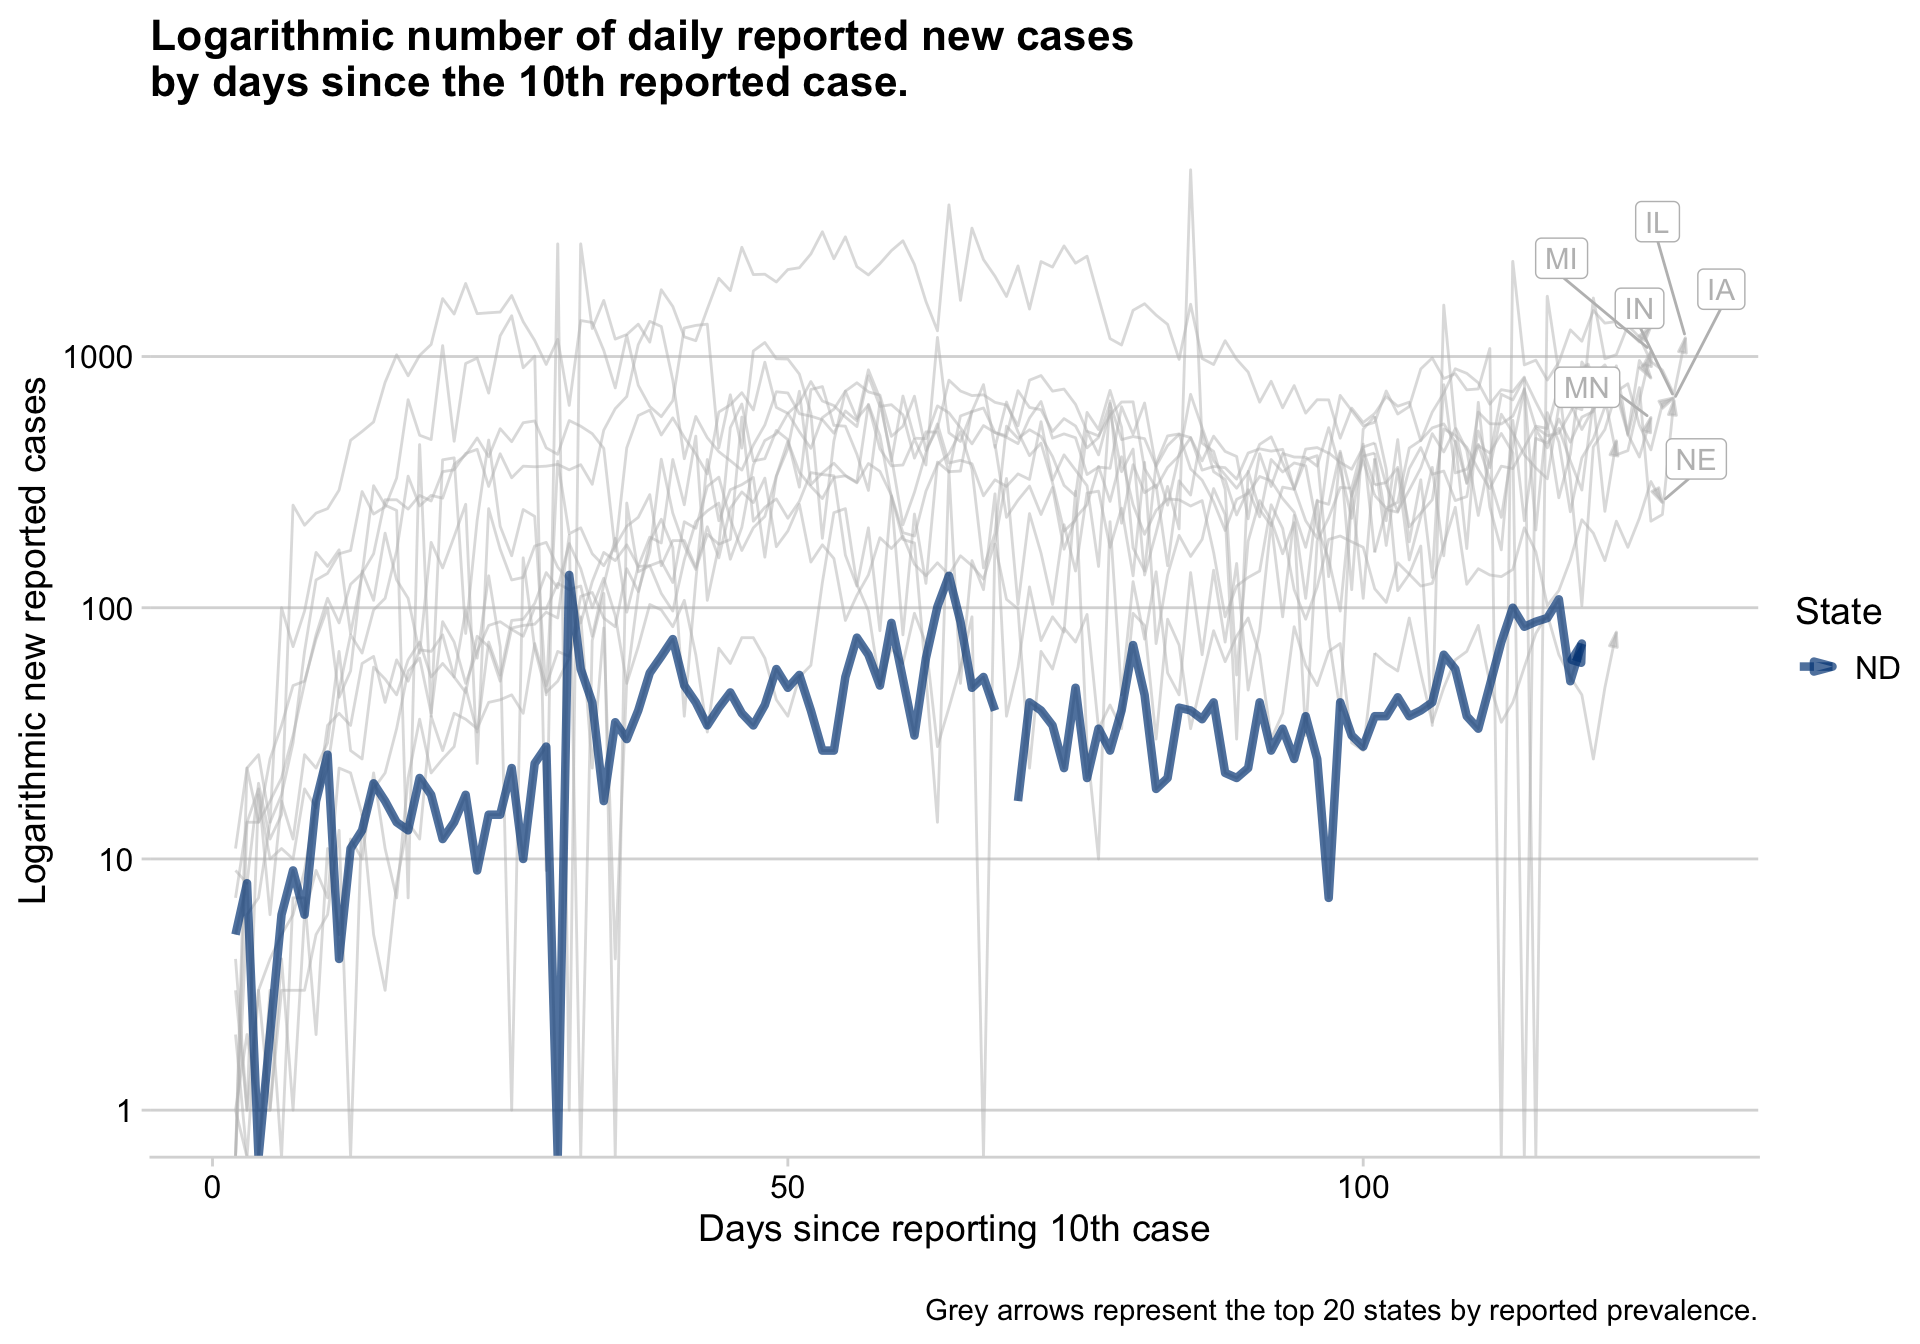 Logarithmic number of daily reported new cases
by days since the 10th reported case.
IL
MI
IA
IN
1000
MN
NE
Logarithmic new reported cases
100
State
ND
10
1
0
50
100
Days since reporting 10th case
Grey arrows represent the top 20 states by reported prevalence.